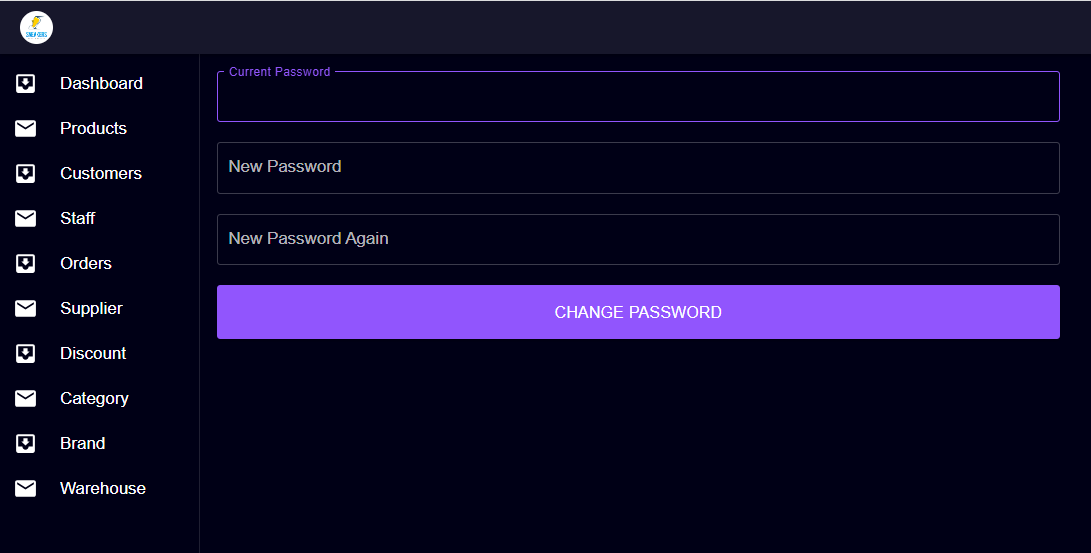 Dashboard
Products
Customers
Staff
Orders
Supplier
Discount
Category
Brand
Warehouse
Current Password
New Password
New Password Again
CHANGE PASSWORD